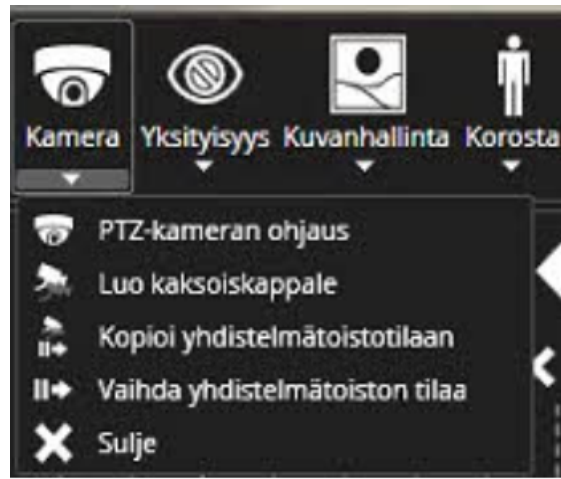 Kamera Yksityisyys Kuvanhallinta Korosta
PTZ-kameran ohjaus
Luo kaksoiskappale
Kopioi yhdistelmätoistotilaan
Vaihda yhdistelmätoiston tilaa
Sulje